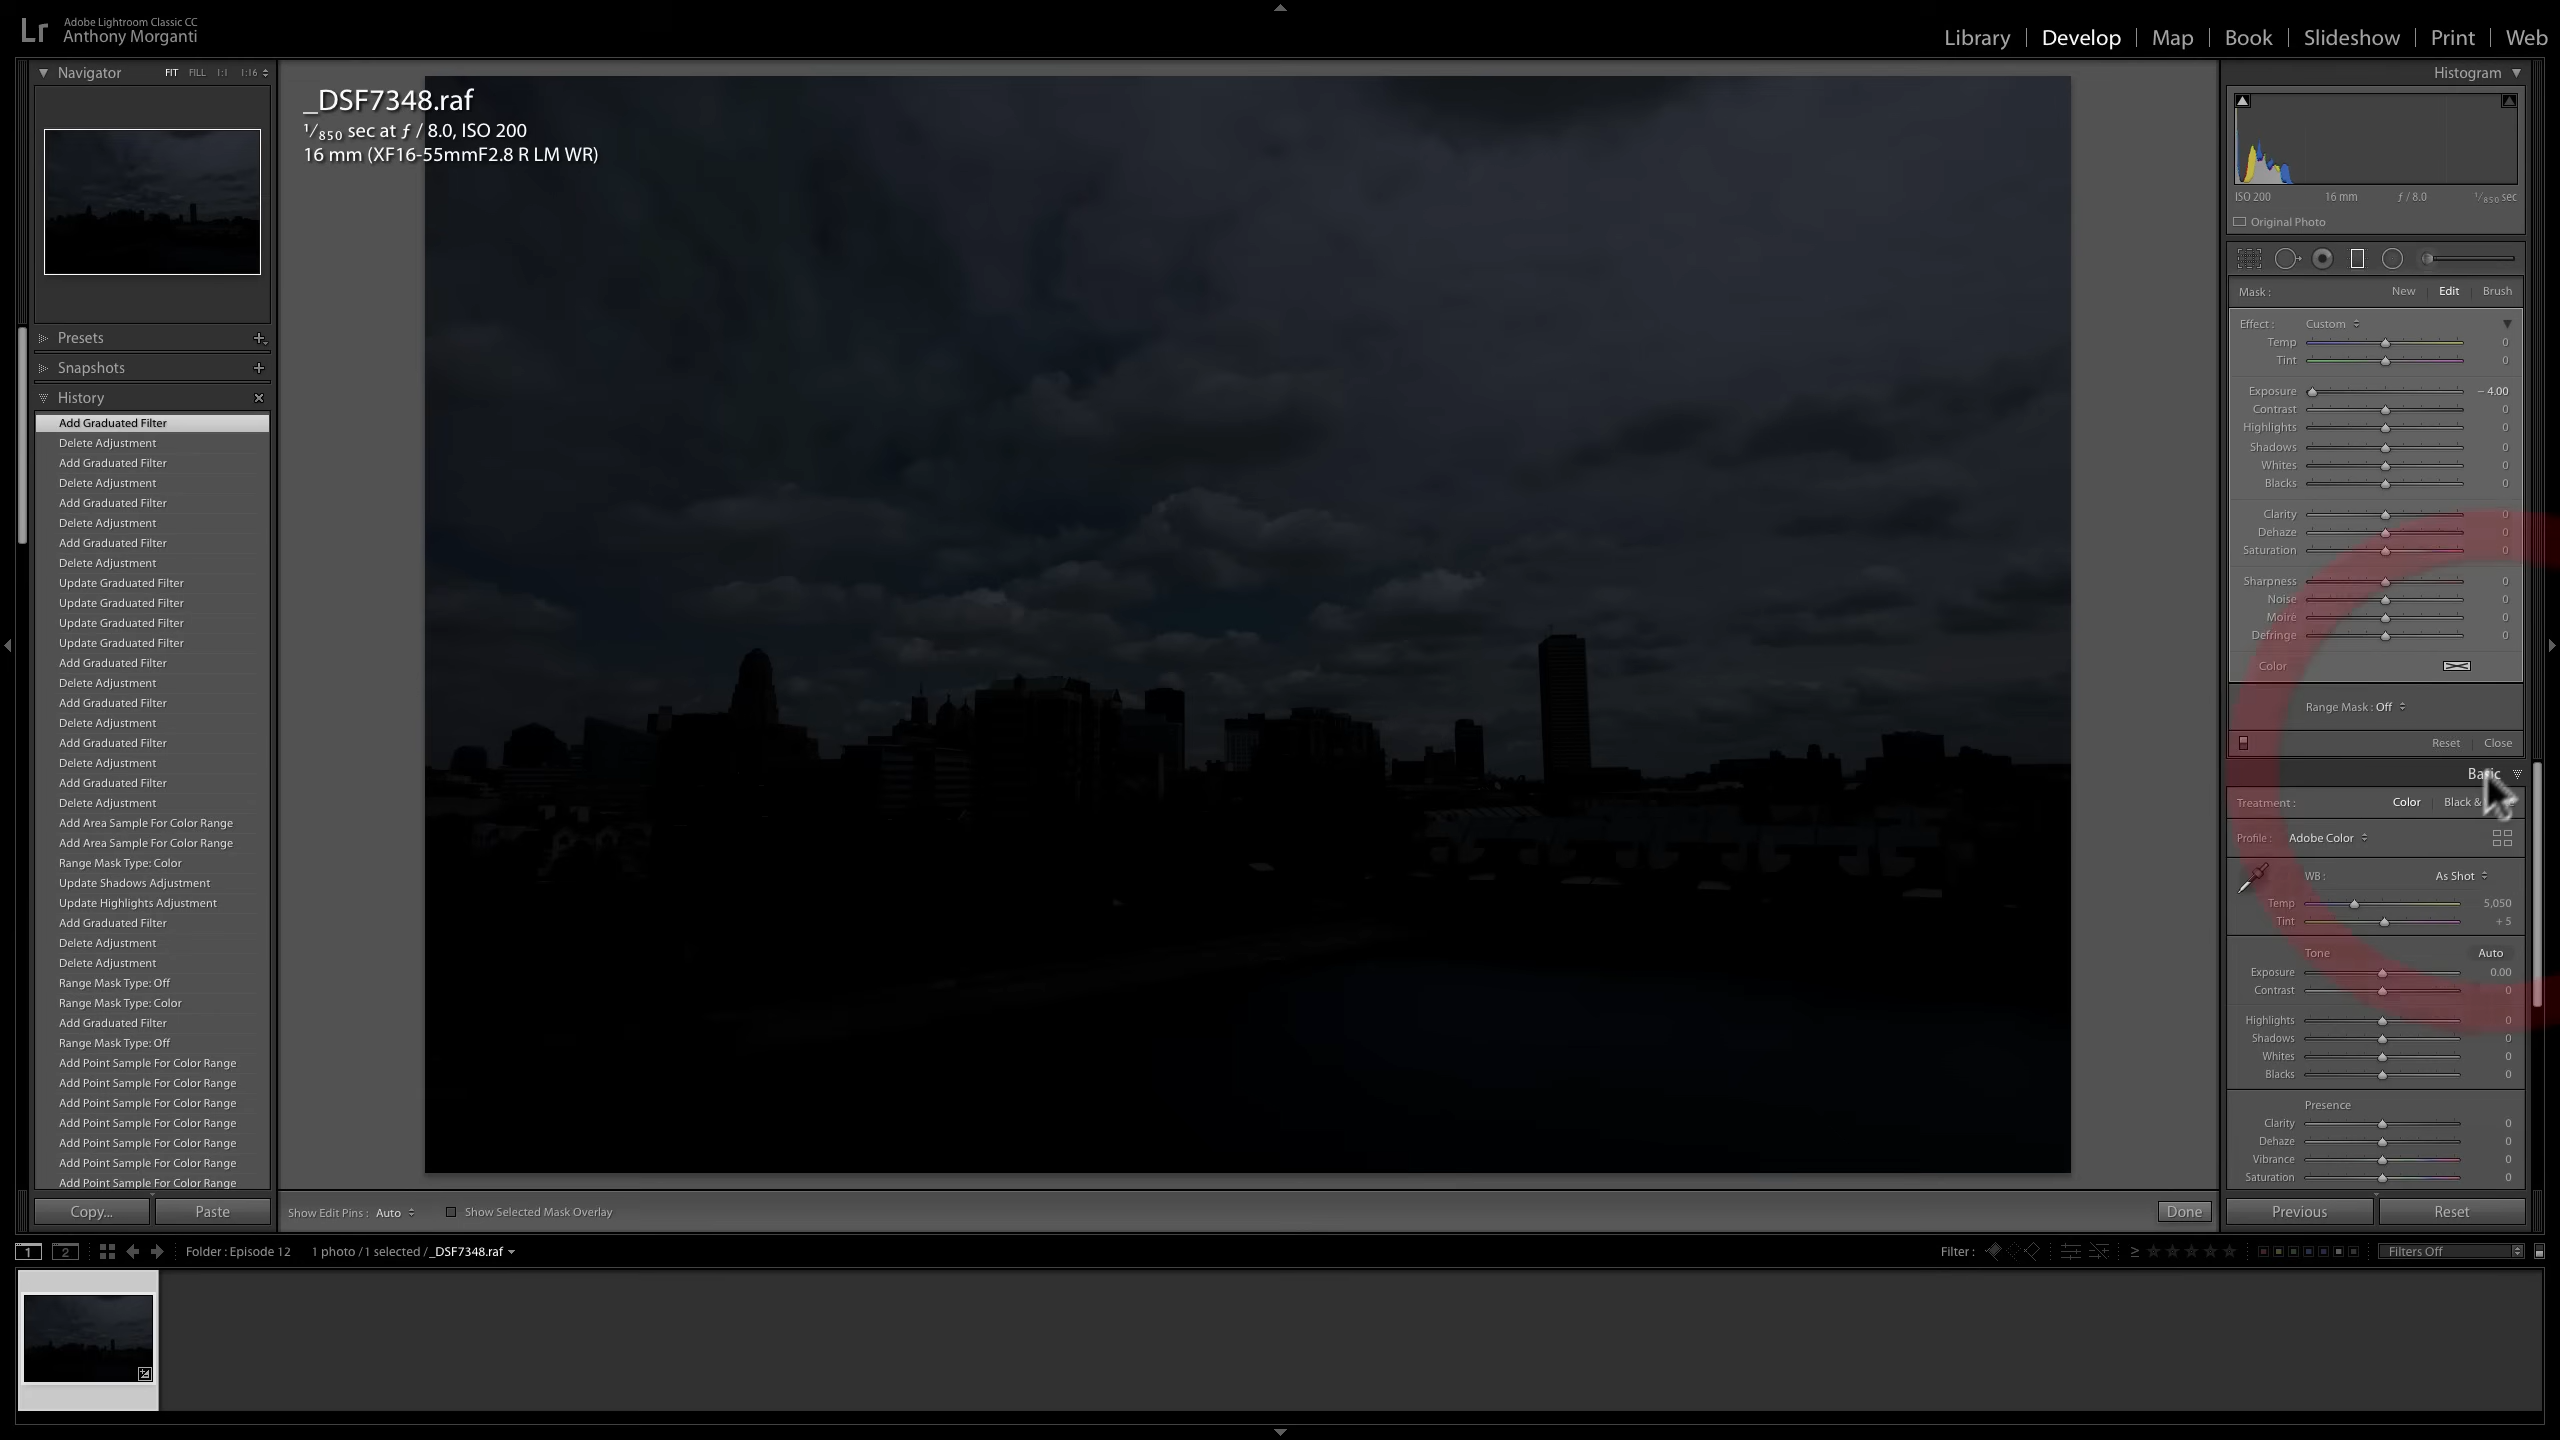 Lr
Adobe Lightroom Classic CC
Anthony Morganti
Library | Develop | Map | Book | Slideshow | Print | Web
Navigator FIT FILL 1:1 1:16
Presets
Snapshots
History
Add Graduated Filter
Delete Adjustment
Add Graduated Filter
Delete Adjustment
Add Graduated Filter
Delete Adjustment
Add Graduated Filter
Delete Adjustment
Update Graduated Filter
Update Graduated Filter
Update Graduated Filter
Update Graduated Filter
Add Graduated Filter
Delete Adjustment
Add Graduated Filter
Delete Adjustment
Add Graduated Filter
Delete Adjustment
Add Graduated Filter
Delete Adjustment
Add Area Sample For Color Range
Add Area Sample For Color Range
Range Mask Type: Color
Update Shadows Adjustment
Update Highlights Adjustment
Add Graduated Filter
Delete Adjustment
Delete Adjustment
Range Mask Type: Off
Range Mask Type: Color
Add Graduated Filter
Range Mask Type: Off
Add Point Sample For Color Range
Add Point Sample For Color Range
Add Point Sample For Color Range
Add Point Sample For Color Range
Add Point Sample For Color Range
Add Point Sample For Color Range
Add Point Sample For Color Range
Copy... Paste
_DSF7348.raf
1/850 sec at ƒ / 8.0, ISO 200
16 mm (XF16-55mmF2.8 R LM WR)
Show Edit Pins : Auto Show Selected Mask Overlay Done
Histogram
ISO 200 16 mm ƒ / 8.0 1/850 sec
Original Photo
Mask : New | Edit | Brush
Effect : Custom
Temp 0
Tint 0
Exposure – 4.00
Contrast 0
Highlights 0
Shadows 0
Whites 0
Blacks 0
Clarity 0
Dehaze 0
Saturation 0
Sharpness 0
Noise 0
Moiré 0
Defringe 0
Color
Range Mask : Off
Reset | Close
Basic
Treatment : Color | Black &
Profile : Adobe Color
WB : As Shot
Temp 5,050
Tint + 5
Tone Auto
Exposure 0.00
Contrast 0
Highlights 0
Shadows 0
Whites 0
Blacks 0
Presence
Clarity 0
Dehaze 0
Vibrance 0
Saturation 0
Previous Reset
1 2 Folder : Episode 12 1 photo / 1 selected / _DSF7348.raf Filter : ≥ Filters Off